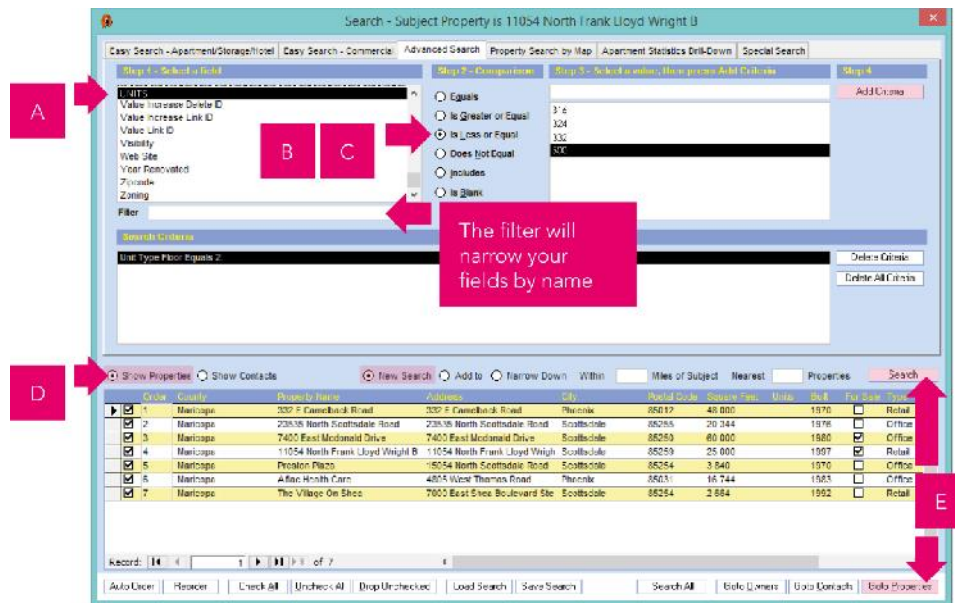 Search - Subject Property is 11054 North Frank Lloyd Wright B
Easy Search - Apartment/Storage/Hotel Easy Search - Commercial Advanced Search Property Search by Map Apartment Statistics Drill-Down Special Search
Step 1 - Select a field Step 2 - Comparison Step 3 - Select a value, then press Add Criteria Step 4
A
UNITS
Value Increase Delete ID
Value Increase Link ID
Value Link ID
Visibility
Web Site
Year Renovated
Zipcode
Zoning
Filter
B C
Equals
Is Greater or Equal
Is Less or Equal
Does Not Equal
Includes
Is Blank
316
324
332
600
Add Criteria
The filter will
narrow your
fields by name
Search Criteria
Unit Type Floor Equals 2
Delete Criteria
Delete All Criteria
D
Show Properties Show Contacts New Search Add to Narrow Down Within Miles of Subject Nearest Properties Search
Order County Property Name Address City Postal Code Square Feet Units Built For Sale Type
1 Maricopa 332 E Camelback Road 332 E Camelback Road Phoenix 85012 48 000 1970 Retail
2 Maricopa 23535 North Scottsdale Road 23535 North Scottsdale Road Scottsdale 85255 20 344 1976 Office
3 Maricopa 7400 East Mcdonald Drive 7400 East Mcdonald Drive Scottsdale 85250 60 000 1980 Office
4 Maricopa 11054 North Frank Lloyd Wright B 11054 North Frank Lloyd Wrigh Scottsdale 85259 25 000 1997 Retail
5 Maricopa Preston Plaza 15054 North Scottsdale Road Scottsdale 85254 3 840 1970 Office
6 Maricopa Aflac Health Care 4805 West Thomas Road Phoenix 85031 16 744 1983 Office
7 Maricopa The Village On Shea 7000 East Shea Boulevard Ste Scottsdale 85254 2 664 1992 Retail
E
Record: 1 of 7
Auto Order Reorder Check All Uncheck All Drop Unchecked Load Search Save Search Search All Goto Owners Goto Contacts Goto Properties